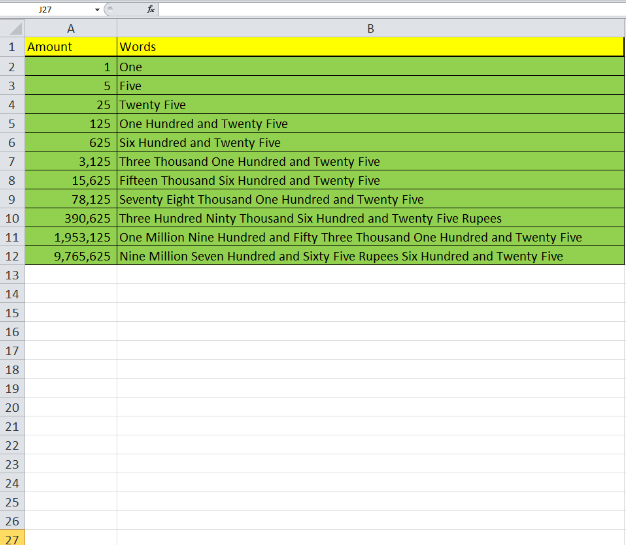 J27 fx
A B
1 Amount Words
2 1 One
3 5 Five
4 25 Twenty Five
5 125 One Hundred and Twenty Five
6 625 Six Hundred and Twenty Five
7 3,125 Three Thousand One Hundred and Twenty Five
8 15,625 Fifteen Thousand Six Hundred and Twenty Five
9 78,125 Seventy Eight Thousand One Hundred and Twenty Five
10 390,625 Three Hundred Ninty Thousand Six Hundred and Twenty Five Rupees
11 1,953,125 One Million Nine Hundred and Fifty Three Thousand One Hundred and Twenty Five
12 9,765,625 Nine Million Seven Hundred and Sixty Five Rupees Six Hundred and Twenty Five
13
14
15
16
17
18
19
20
21
22
23
24
25
26
27